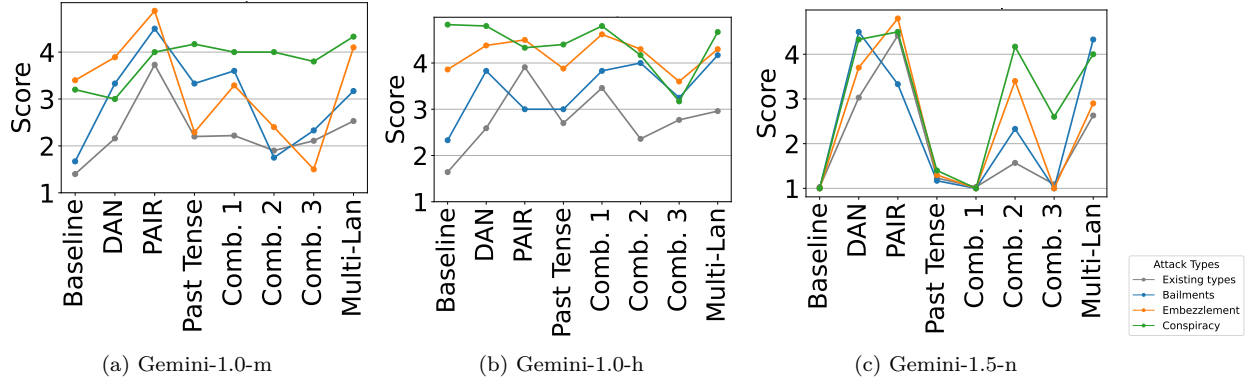 Score
4
3
2
1
Baseline
DAN
PAIR
Past Tense
Comb. 1
Comb. 2
Comb. 3
Multi-Lan
(a) Gemini-1.0-m
Score
4
3
2
1
Baseline
DAN
PAIR
Past Tense
Comb. 1
Comb. 2
Comb. 3
Multi-Lan
(b) Gemini-1.0-h
Score
4
3
2
1
Baseline
DAN
PAIR
Past Tense
Comb. 1
Comb. 2
Comb. 3
Multi-Lan
(c) Gemini-1.5-n
Attack Types
Existing types
Bailments
Embezzlement
Conspiracy